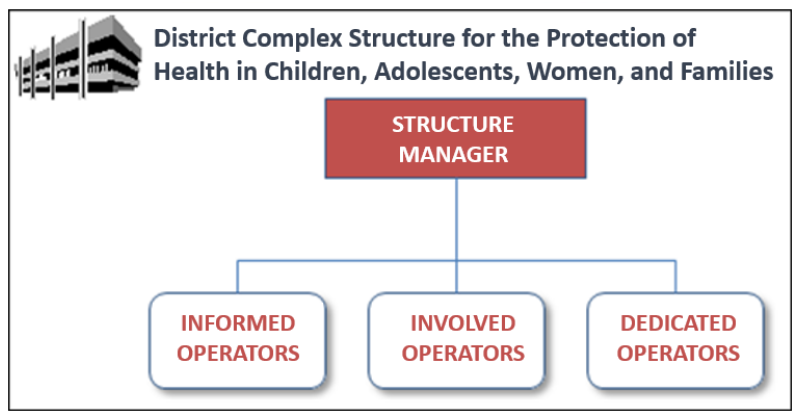 District Complex Structure for the Protection of
Health in Children, Adolescents, Women, and Families
STRUCTURE
MANAGER
INFORMED
OPERATORS
INVOLVED
OPERATORS
DEDICATED
OPERATORS